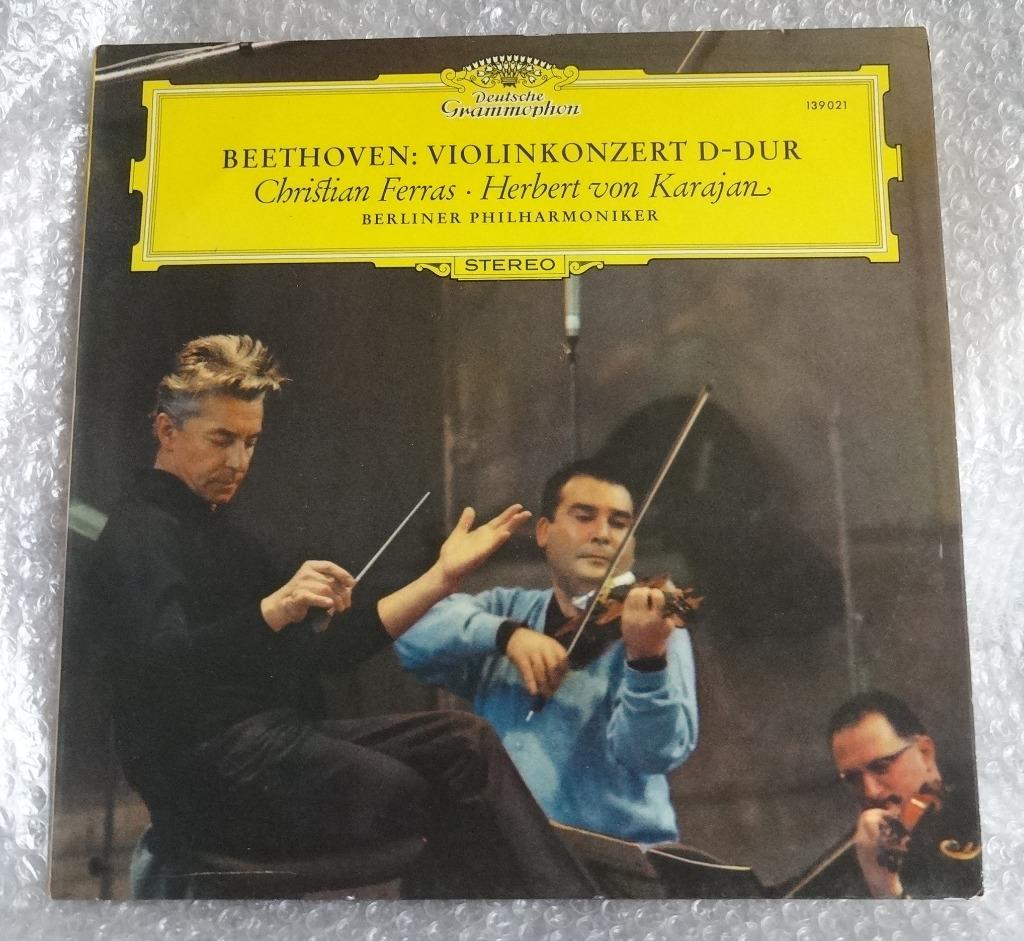 Deutsche
Grammophon
139021
BEETHOVEN: VIOLINKONZERT D-DUR
Christian Ferras · Herbert von Karajan
BERLINER PHILHARMONIKER
STEREO